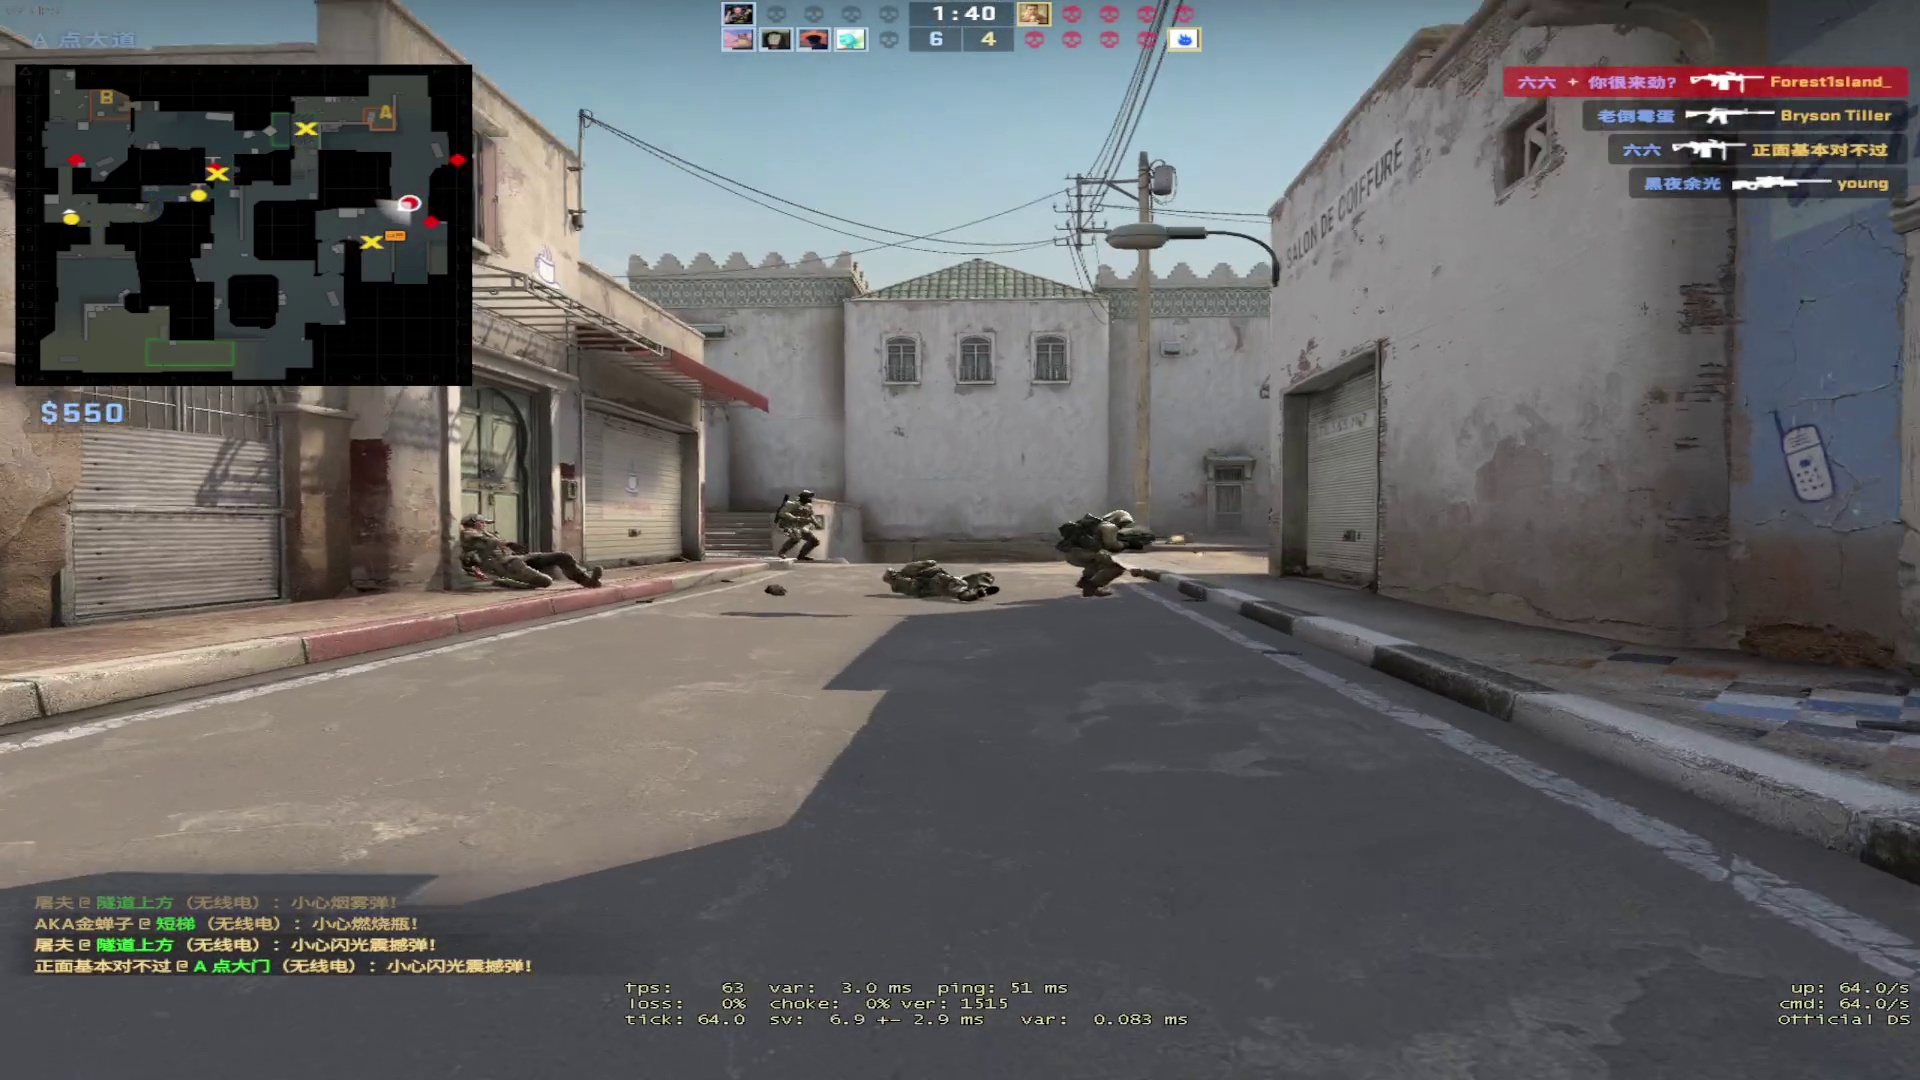 A 点大道
1:40
6 4
B
A
六六 + 你很来劲? Forest1sland_
老倒霉蛋 Bryson Tiller
六六 正面基本对不过
黑夜余光 young
SALON DE COIFFURE
$550
屠夫@隧道上方 (无线电): 小心烟雾弹!
AKA金蝉子@短梯 (无线电): 小心燃烧瓶!
屠夫@隧道上方 (无线电): 小心闪光震撼弹!
正面基本对不过@A 点大门 (无线电): 小心闪光震撼弹!
fps: 63 var: 3.0 ms ping: 51 ms
loss: 0% choke: 0% ver: 1515
tick: 64.0 sv: 6.9 +- 2.9 ms var: 0.083 ms
up: 64.0/s
cmd: 64.0/s
Official DS